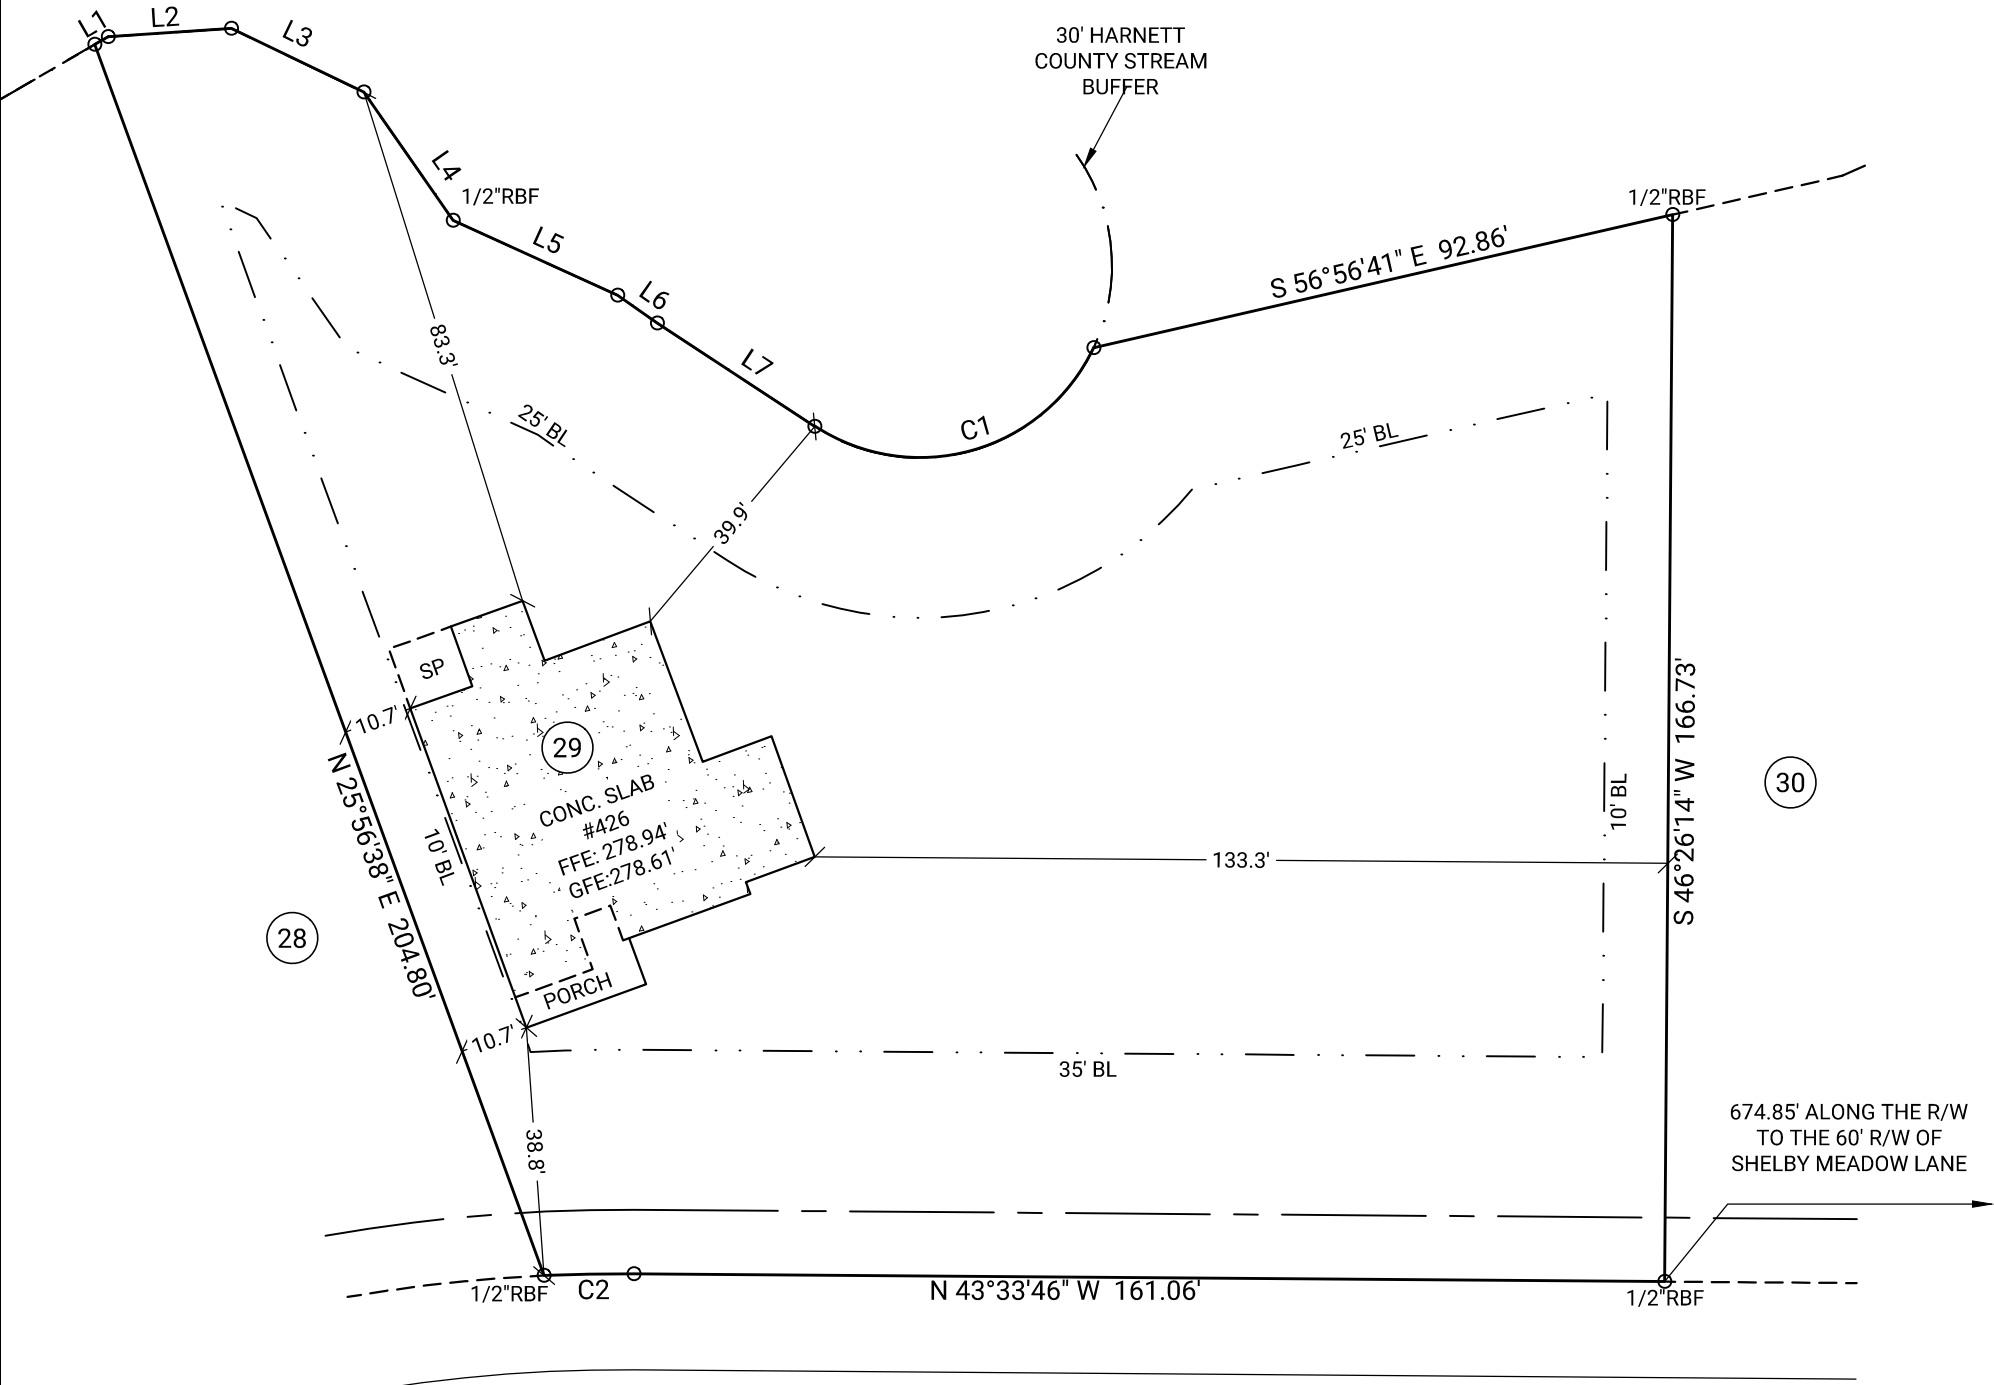 L1
L2
L3
30' HARNETT
COUNTY STREAM
BUFFER
L4
1/2"RBF
1/2"RBF
L5
S 56°56'41" E 92.86'
L6
83.3'
L7
25' BL
C1
25' BL
39.9'
SP
10.7'
29
N 25°56'38" E 204.80'
CONC. SLAB
#426
FFE: 278.94'
GFE:278.61'
10' BL
133.3'
10' BL
S 46°26'14" W 166.73'
30
28
PORCH
10.7'
35' BL
38.8'
674.85' ALONG THE R/W
TO THE 60' R/W OF
SHELBY MEADOW LANE
1/2"RBF
C2
N 43°33'46" W 161.06'
1/2"RBF